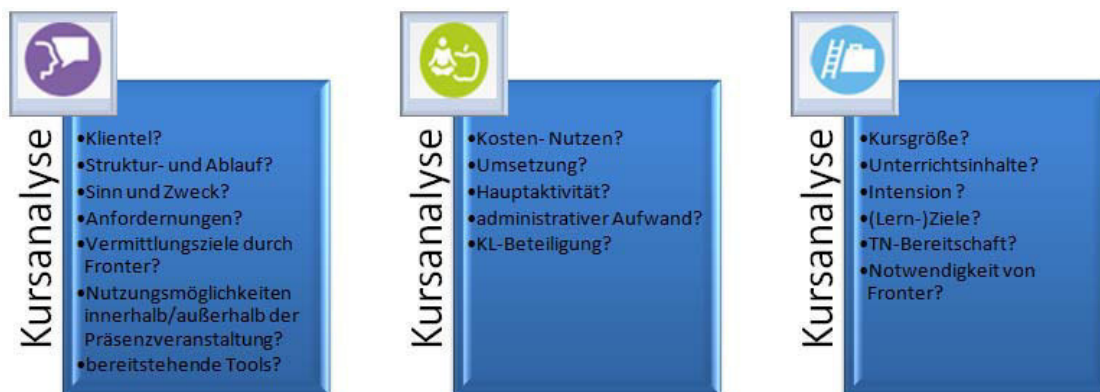 Kursanalyse
•Klientel?
•Struktur- und Ablauf?
•Sinn und Zweck?
•Anfordernungen?
•Vermittlungsziele durch
Fronter?
•Nutzungsmöglichkeiten
innerhalb/außerhalb der
Präsenzveranstaltung?
•bereitstehende Tools?
Kursanalyse
•Kosten- Nutzen?
•Umsetzung?
•Hauptaktivität?
•administrativer Aufwand?
•KL-Beteiligung?
Kursanalyse
•Kursgröße?
•Unterrichtsinhalte?
•Intension ?
•(Lern-)Ziele?
•TN-Bereitschaft?
•Notwendigkeit von
Fronter?